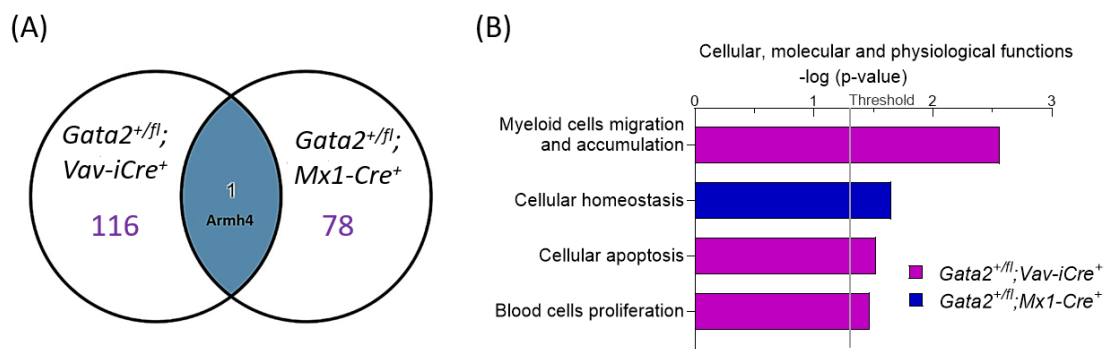 (A)
Gata2+/fl;
Vav-iCre+
116
1
Armh4
Gata2+/fl;
Mx1-Cre+
78
(B)
Cellular, molecular and physiological functions
-log (p-value)
0 1 2 3
Threshold
Myeloid cells migration
and accumulation
Cellular homeostasis
Cellular apoptosis
Blood cells proliferation
Gata2+/fl;Vav-iCre+
Gata2+/fl;Mx1-Cre+